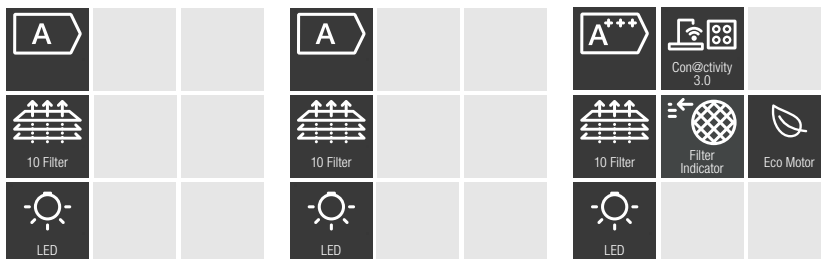 A
10 Filter
LED
A
10 Filter
LED
A+++
Con@ctivity
3.0
10 Filter
Filter
Indicator
Eco Motor
LED